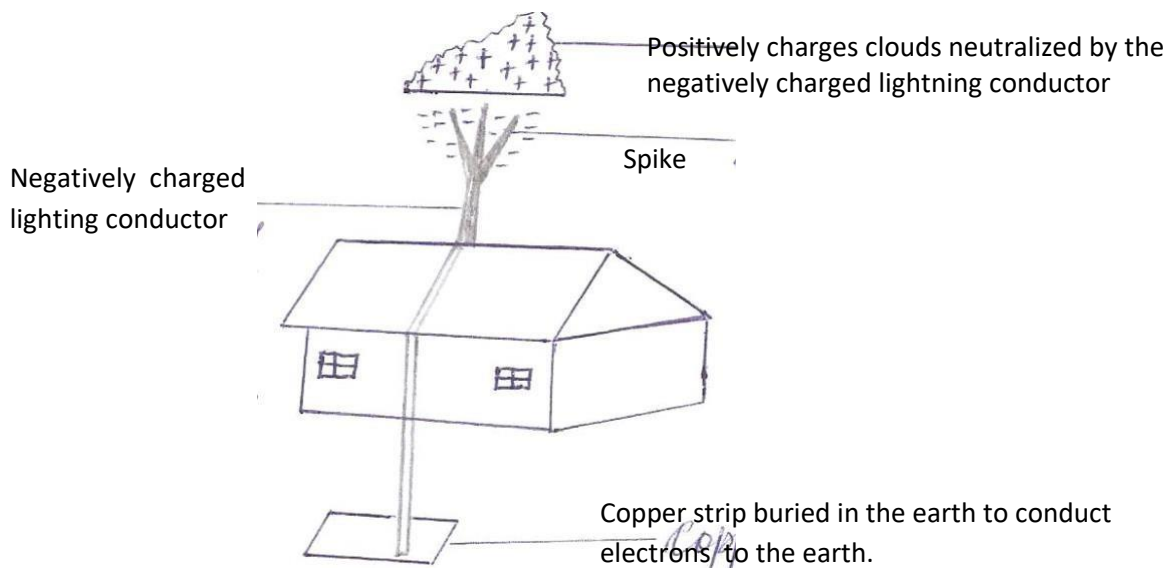 Positively charges clouds neutralized by the
negatively charged lightning conductor
Spike
Negatively charged
lighting conductor
Copper strip buried in the earth to conduct
electrons to the earth.
Cop